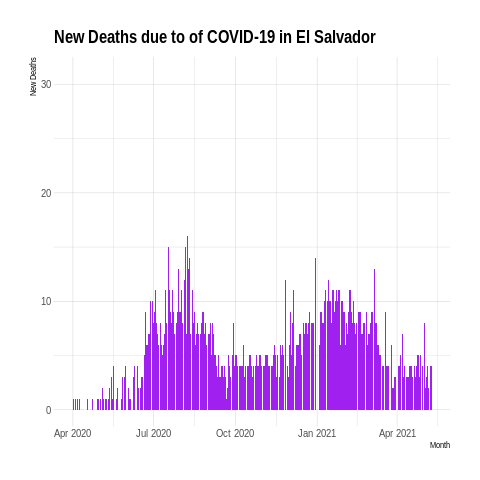 New Deaths due to of COVID-19 in El Salvador
New Deaths
30
20
10
0
Apr 2020 Jul 2020 Oct 2020 Jan 2021 Apr 2021
Month